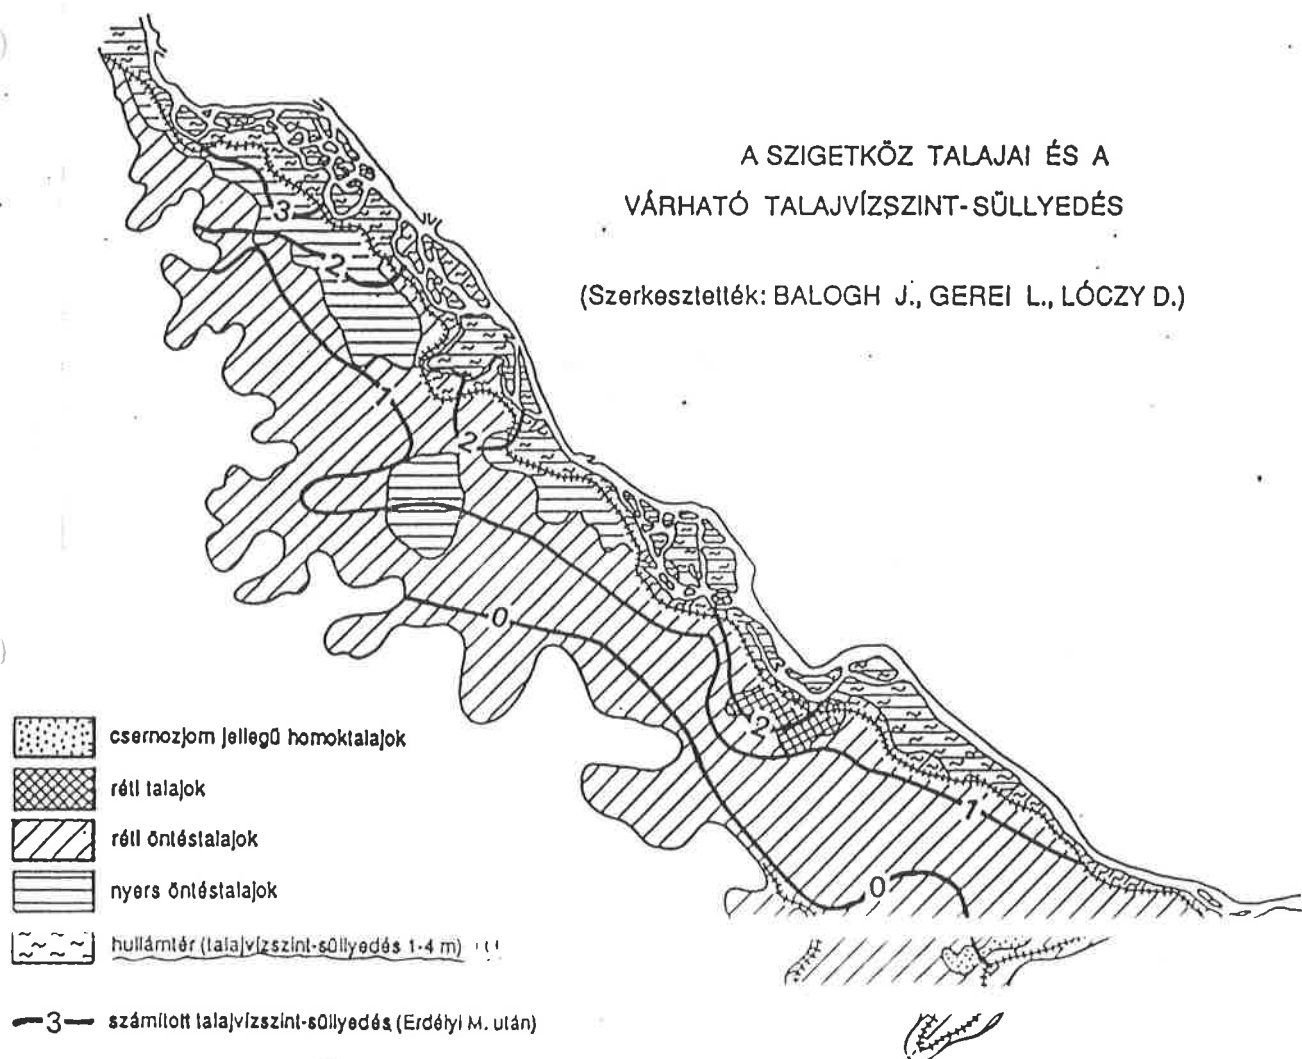 A SZIGETKÖZ TALAJAI ÉS A
VÁRHATÓ TALAJVÍZSZINT-SÜLLYEDÉS
(Szerkesztették: BALOGH J., GEREI L., LÓCZY D.)
3
2
1
2
0
2
1
0
csernozjom jellegű homoktalajok
réti talajok
réti öntéstalajok
nyers öntéstalajok
hullámtér (talajvízszint-süllyedés 1-4 m)
3 számított talajvízszint-süllyedés (Erdélyi M. után)